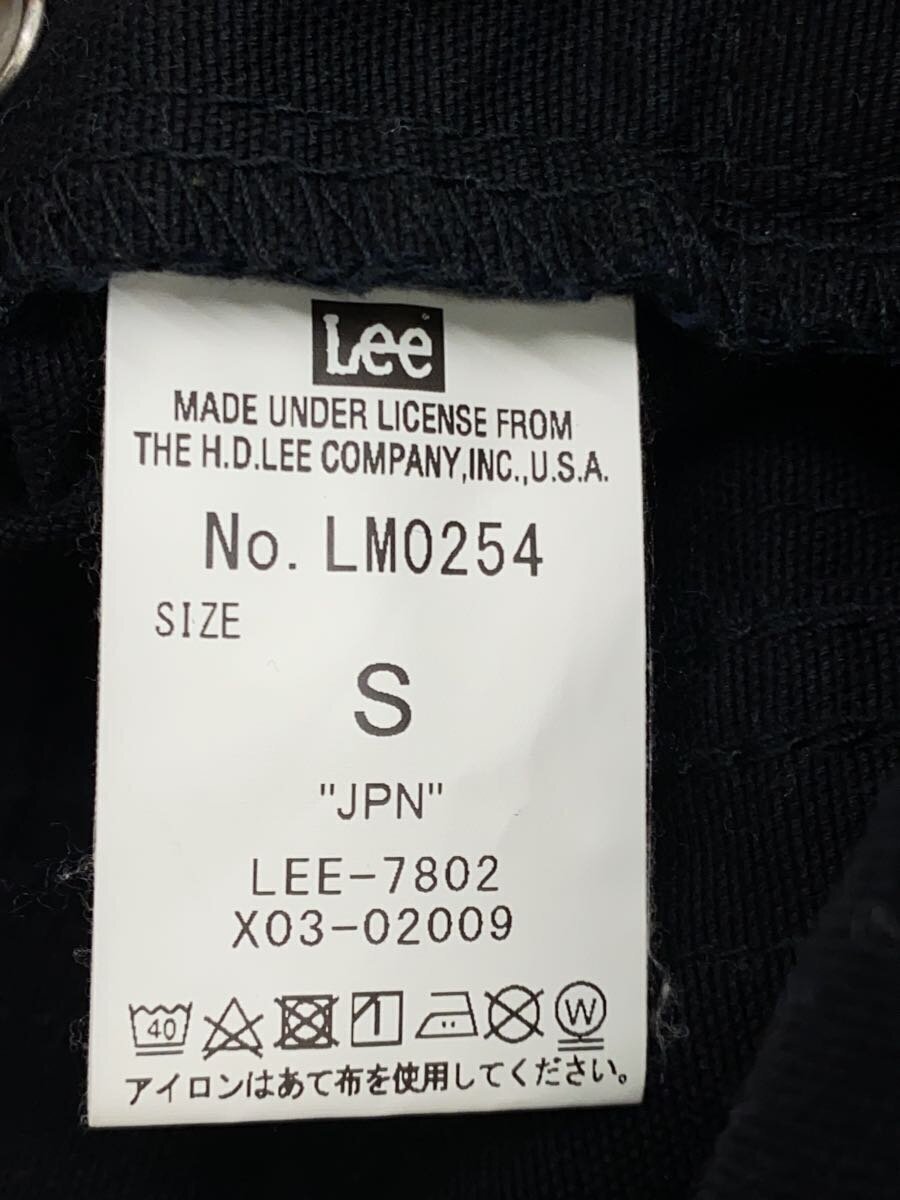 Lee
MADE UNDER LICENSE FROM
THE H.D.LEE COMPANY,INC.,U.S.A.
No. LM0254
SIZE
S
"JPN"
LEE-7802
X03-02009
40
W
アイロンはあて布を使用してください。